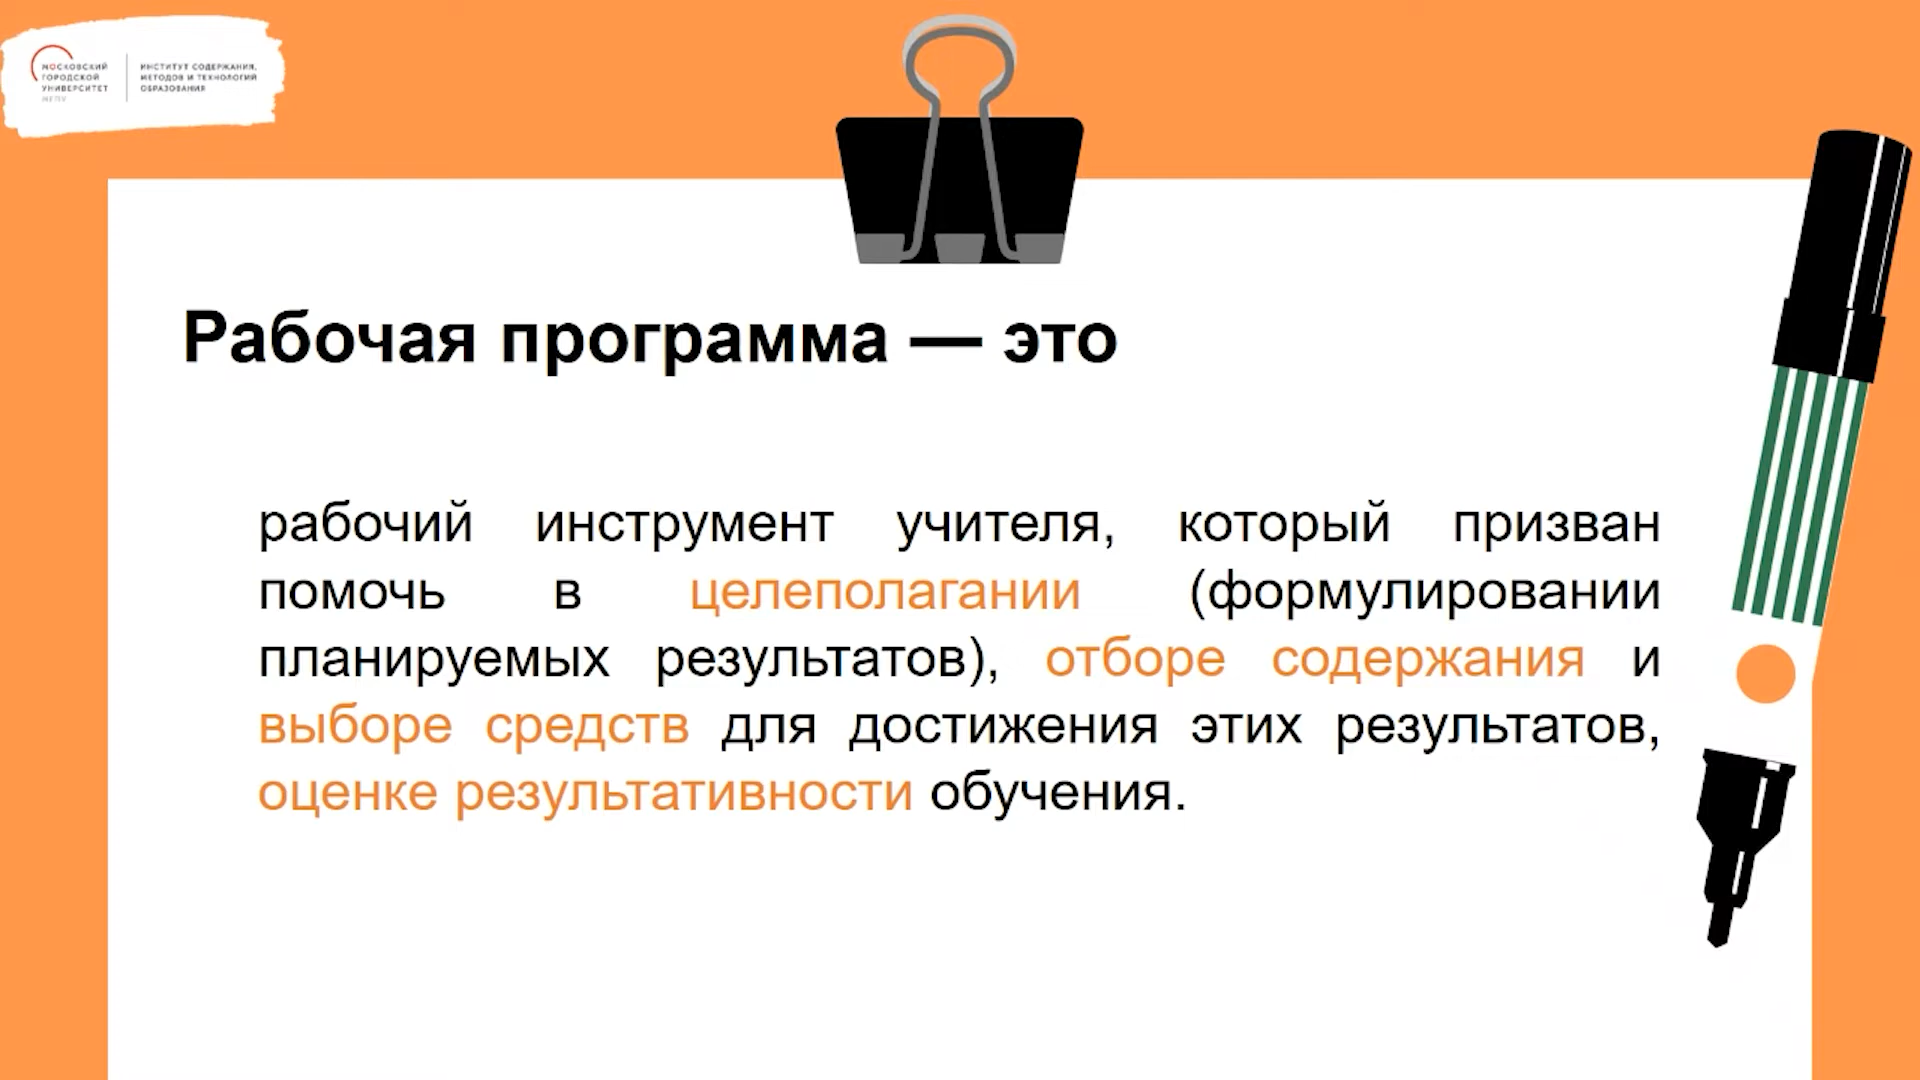 МОСКОВСКИЙ
ГОРОДСКОЙ
УНИВЕРСИТЕТ
МГПУ
ИНСТИТУТ СОДЕРЖАНИЯ,
МЕТОДОВ И ТЕХНОЛОГИЙ
ОБРАЗОВАНИЯ
Рабочая программа — это
рабочий инструмент учителя, который призван
помочь в целеполагании (формулировании
планируемых результатов), отборе содержания и
выборе средств для достижения этих результатов,
оценке результативности обучения.